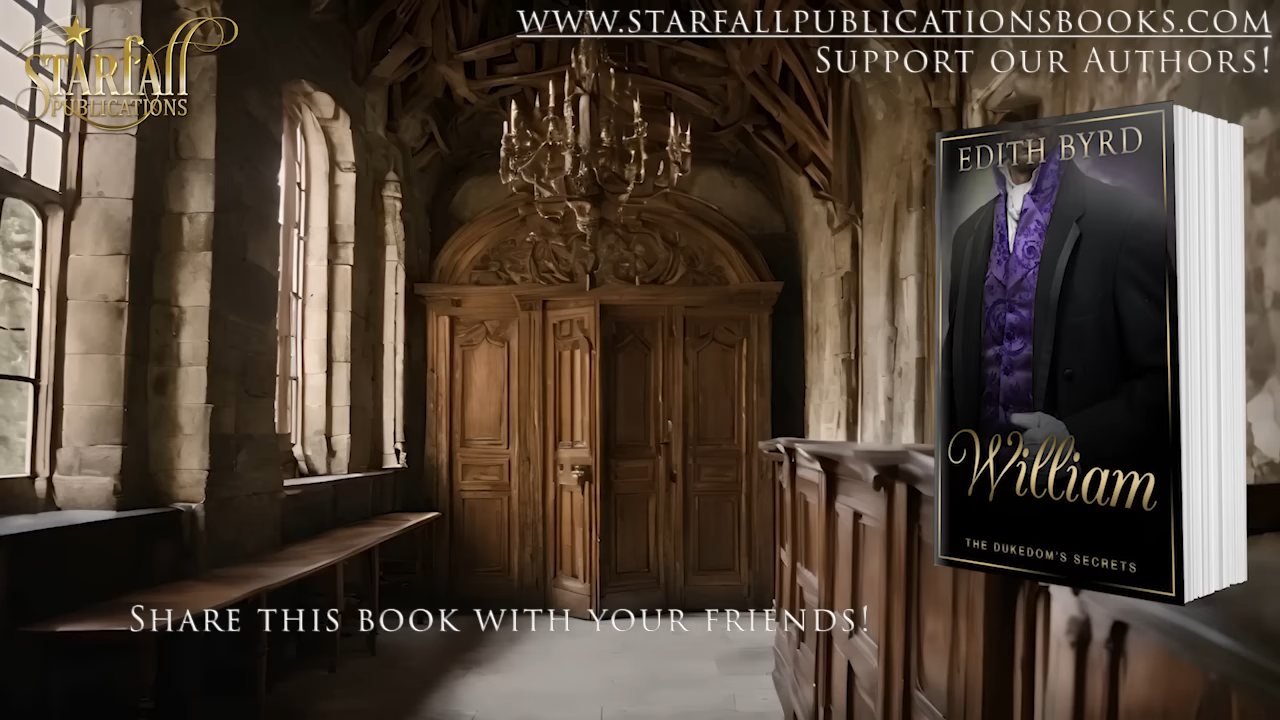 STARfall
PUBLICATIONS
WWW.STARFALLPUBLICATIONSBOOKS.COM
SUPPORT OUR AUTHORS!
EDITH BYRD
William
THE DUKEDOM'S SECRETS
SHARE THIS BOOK WITH YOUR FRIENDS!